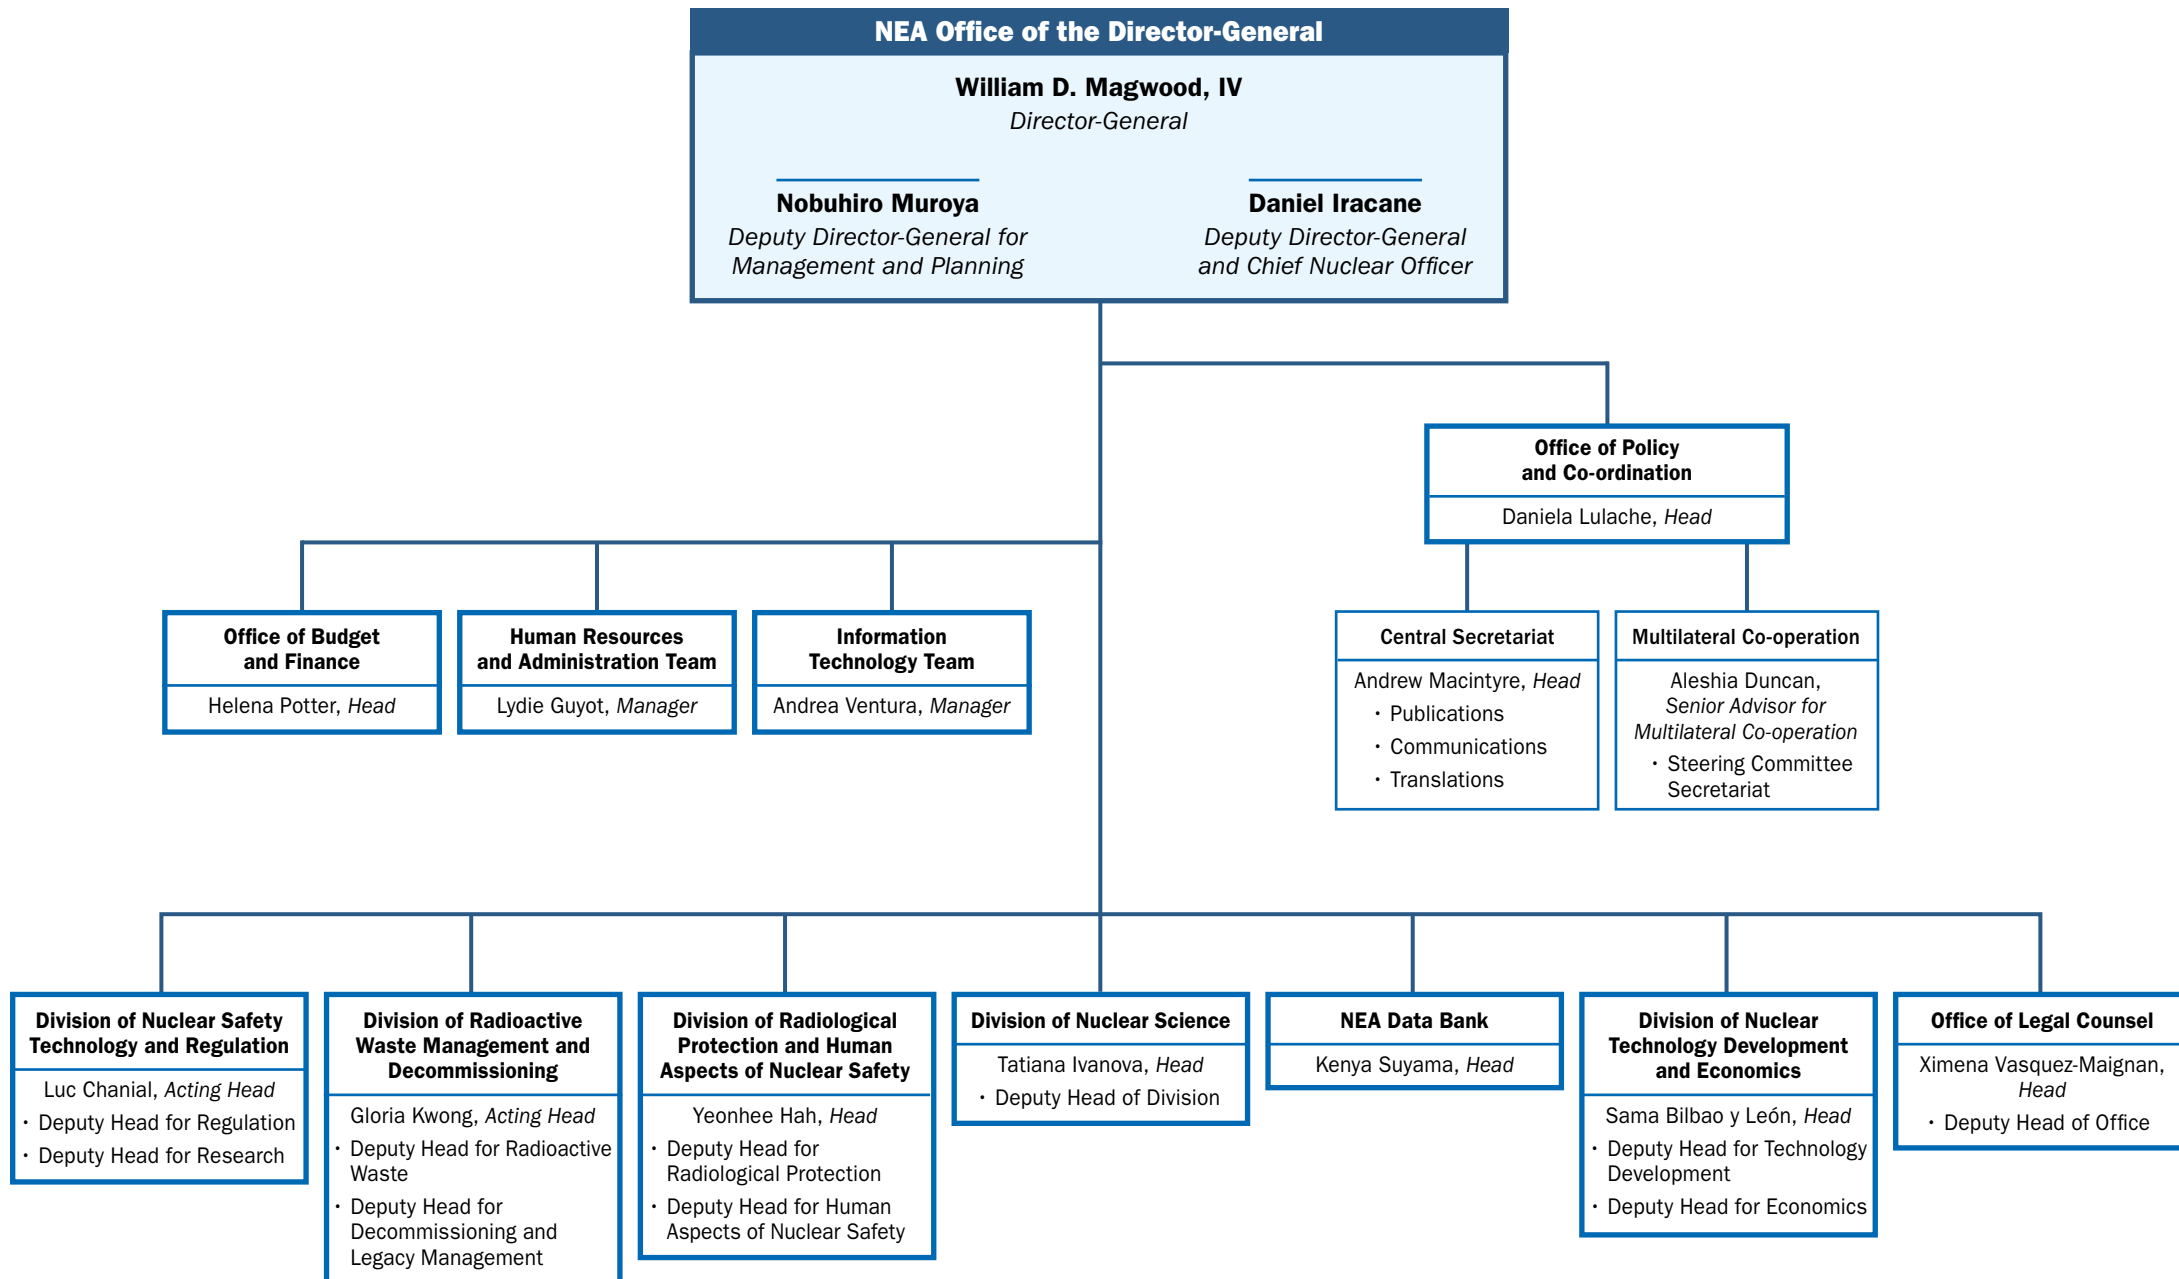 NEA Office of the Director-General
William D. Magwood, IV
Director-General
Nobuhiro Muroya
Deputy Director-General for
Management and Planning
Daniel Iracane
Deputy Director-General
and Chief Nuclear Officer
Office of Policy
and Co-ordination
Daniela Lulache, Head
Office of Budget
and Finance
Helena Potter, Head
Human Resources
and Administration Team
Lydie Guyot, Manager
Information
Technology Team
Andrea Ventura, Manager
Central Secretariat
Andrew Macintyre, Head
· Publications
· Communications
· Translations
Multilateral Co-operation
Aleshia Duncan,
Senior Advisor for
Multilateral Co-operation
· Steering Committee
Secretariat
Division of Nuclear Safety
Technology and Regulation
Luc Chanial, Acting Head
· Deputy Head for Regulation
· Deputy Head for Research
Division of Radioactive
Waste Management and
Decommissioning
Gloria Kwong, Acting Head
· Deputy Head for Radioactive
Waste
· Deputy Head for
Decommissioning and
Legacy Management
Division of Radiological
Protection and Human
Aspects of Nuclear Safety
Yeonhee Hah, Head
· Deputy Head for
Radiological Protection
· Deputy Head for Human
Aspects of Nuclear Safety
Division of Nuclear Science
Tatiana Ivanova, Head
· Deputy Head of Division
NEA Data Bank
Kenya Suyama, Head
Division of Nuclear
Technology Development
and Economics
Sama Bilbao y León, Head
· Deputy Head for Technology
Development
· Deputy Head for Economics
Office of Legal Counsel
Ximena Vasquez-Maignan,
Head
· Deputy Head of Office